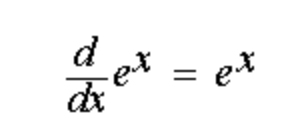 d/dx e^x = e^x